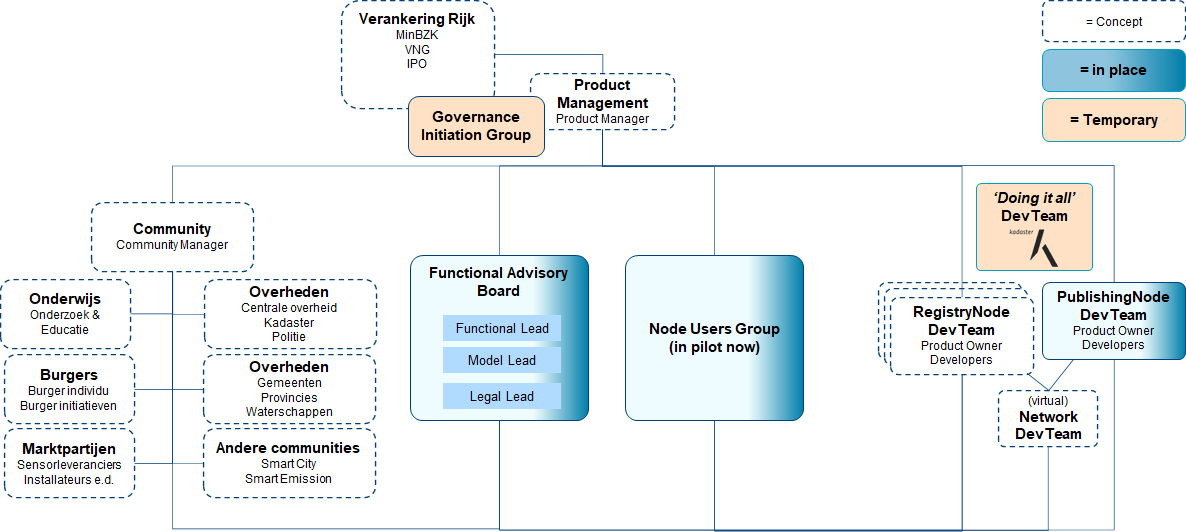 Verankering Rijk
MinBZK
VNG
IPO
Product
Management
Product Manager
Governance
Initiation Group
= Concept
= in place
= Temporary
Community
Community Manager
Onderwijs
Onderzoek &
Educatie
Overheden
Centrale overheid
Kadaster
Politie
Burgers
Burger individu
Burger initiatieven
Overheden
Gemeenten
Provincies
Waterschappen
Marktpartijen
Sensorleveranciers
Installateurs e.d.
Andere communities
Smart City
Smart Emission
Functional Advisory
Board
Functional Lead
Model Lead
Legal Lead
Node Users Group
(in pilot now)
‘Doing it all’
DevTeam
kadaster
RegistryNode
DevTeam
Product Owner
Developers
PublishingNode
DevTeam
Product Owner
Developers
(virtual)
Network
DevTeam